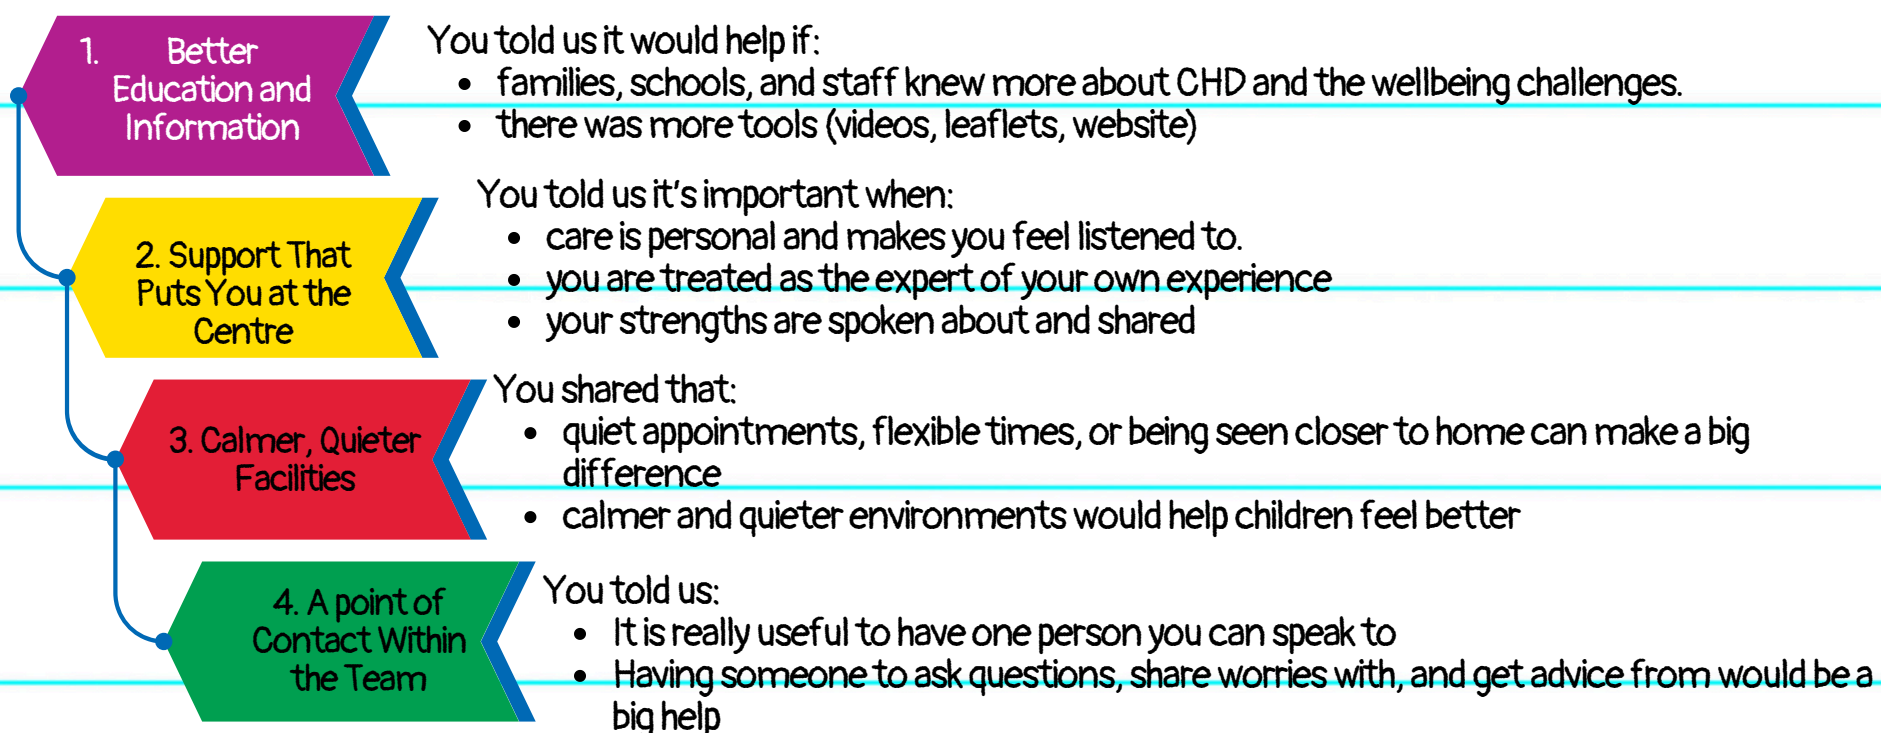 1. Better
Education and
Information
You told us it would help if:
• families, schools, and staff knew more about CHD and the wellbeing challenges.
• there was more tools (videos, leaflets, website)
2. Support That
Puts You at the
Centre
You told us it's important when:
• care is personal and makes you feel listened to.
• you are treated as the expert of your own experience
• your strengths are spoken about and shared
3. Calmer, Quieter
Facilities
You shared that:
• quiet appointments, flexible times, or being seen closer to home can make a big
difference
• calmer and quieter environments would help children feel better
4. A point of
Contact Within
the Team
You told us:
• It is really useful to have one person you can speak to
• Having someone to ask questions, share worries with, and get advice from would be a
big help